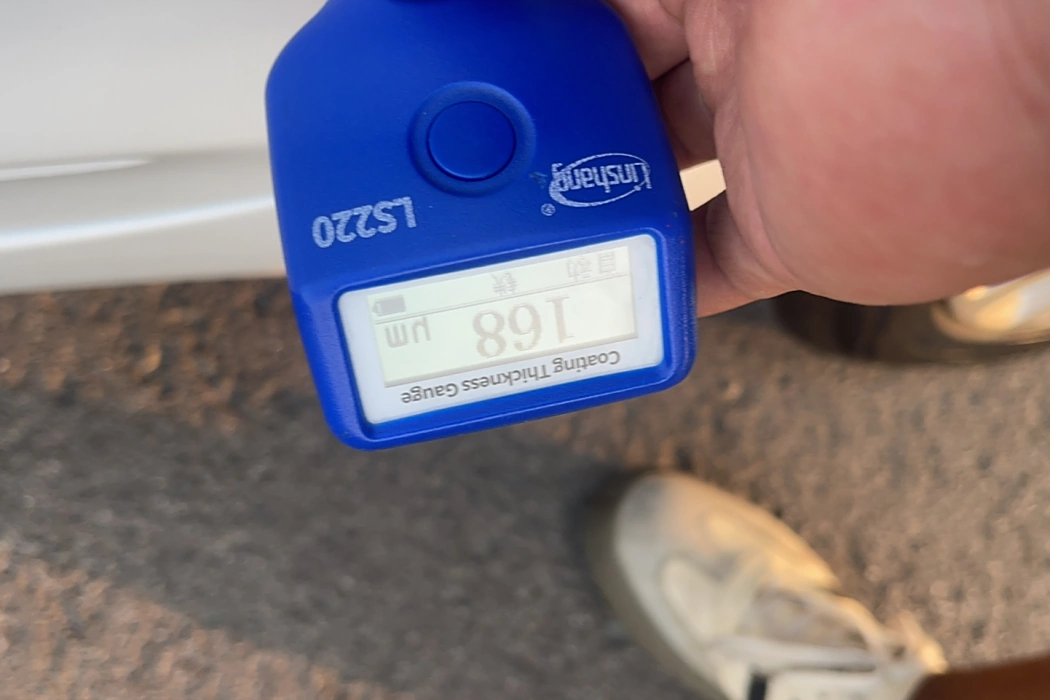 Coating Thickness Gauge
168 μm
自动 铁
LS220
Linshang®